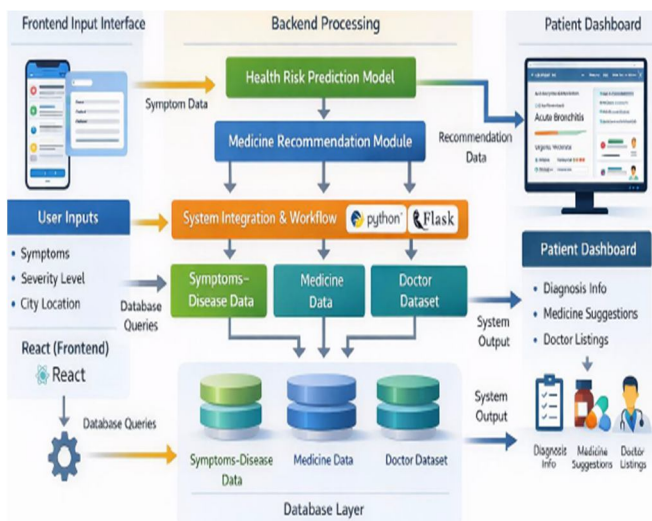 Frontend Input Interface
Backend Processing
Patient Dashboard
Symptom Data
Health Risk Prediction Model
Medicine Recommendation Module
Recommendation
Data
Acute Bronchitis
User Inputs
• Symptoms
• Severity Level
• City Location
System Integration & Workflow
python
Flask
Database
Queries
Symptoms–
Disease Data
Medicine
Data
Doctor
Dataset
System
Output
Patient Dashboard
• Diagnosis Info
• Medicine Suggestions
• Doctor Listings
React (Frontend)
React
Database Queries
Symptoms-Disease
Data
Medicine Data
Doctor Dataset
Database Layer
System
Output
Diagnosis
Info
Medicine
Suggestions
Doctor
Listings